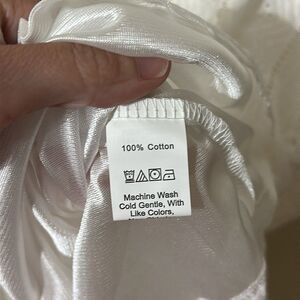 100% Cotton
Machine Wash
Cold Gentle, With
Like Colors,